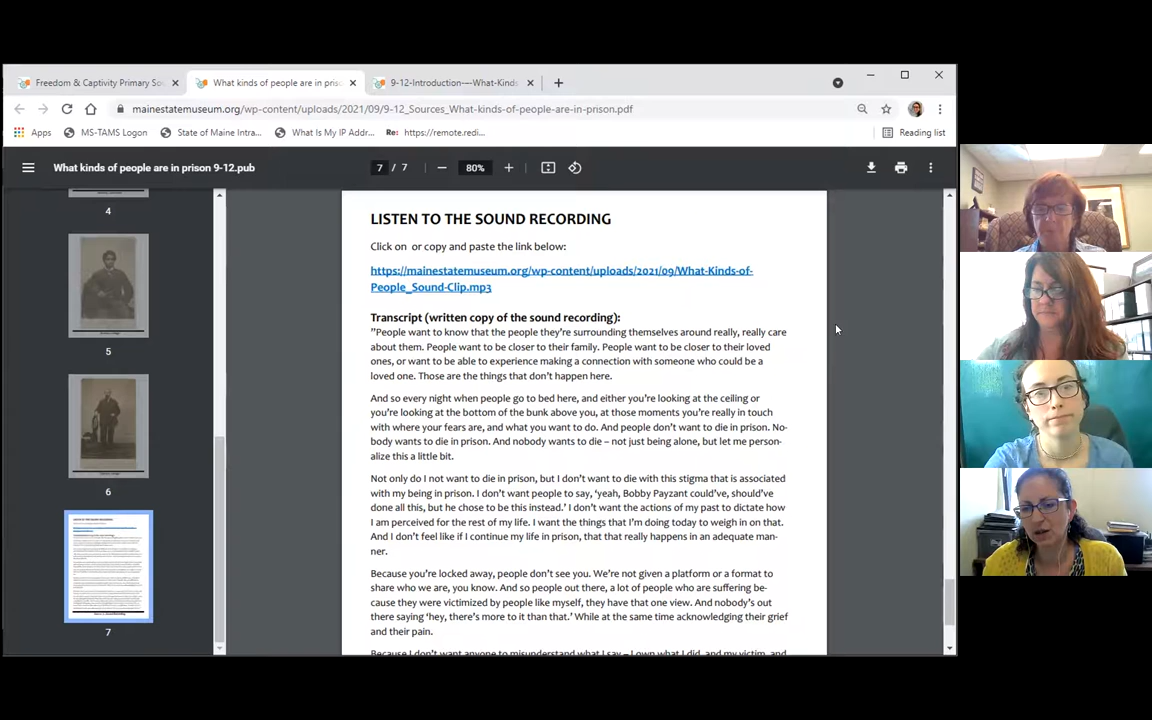 Freedom & Captivity Primary So
What kinds of people are in pris
9-12-Introduction-–-What-Kinds
mainestatemuseum.org/wp-content/uploads/2021/09/9-12_Sources_What-kinds-of-people-are-in-prison.pdf
Apps MS-TAMS Logon State of Maine Intra... What Is My IP Addr... Re: https://remote.redi... Reading list
What kinds of people are in prison 9-12.pub 7 / 7 80%
4
5
6
7
LISTEN TO THE SOUND RECORDING
Click on or copy and paste the link below:
https://mainestatemuseum.org/wp-content/uploads/2021/09/What-Kinds-of-
People_Sound-Clip.mp3
Transcript (written copy of the sound recording):
"People want to know that the people they're surrounding themselves around really, really care
about them. People want to be closer to their family. People want to be closer to their loved
ones, or want to be able to experience making a connection with someone who could be a
loved one. Those are the things that don't happen here.
And so every night when people go to bed here, and either you're looking at the ceiling or
you're looking at the bottom of the bunk above you, at those moments you're really in touch
with where your fears are, and what you want to do. And people don't want to die in prison. No-
body wants to die in prison. And nobody wants to die – not just being alone, but let me person-
alize this a little bit.
Not only do I not want to die in prison, but I don't want to die with this stigma that is associated
with my being in prison. I don't want people to say, 'yeah, Bobby Payzant could've, should've
done all this, but he chose to be this instead.' I don't want the actions of my past to dictate how
I am perceived for the rest of my life. I want the things that I'm doing today to weigh in on that.
And I don't feel like if I continue my life in prison, that that really happens in an adequate man-
ner.
Because you're locked away, people don't see you. We're not given a platform or a format to
share who we are, you know. And so people out there, a lot of people who are suffering be-
cause they were victimized by people like myself, they have that one view. And nobody's out
there saying 'hey, there's more to it than that.' While at the same time acknowledging their grief
and their pain.
Because I don't want anyone to misunderstand what I say – I own what I did, and my victim, and